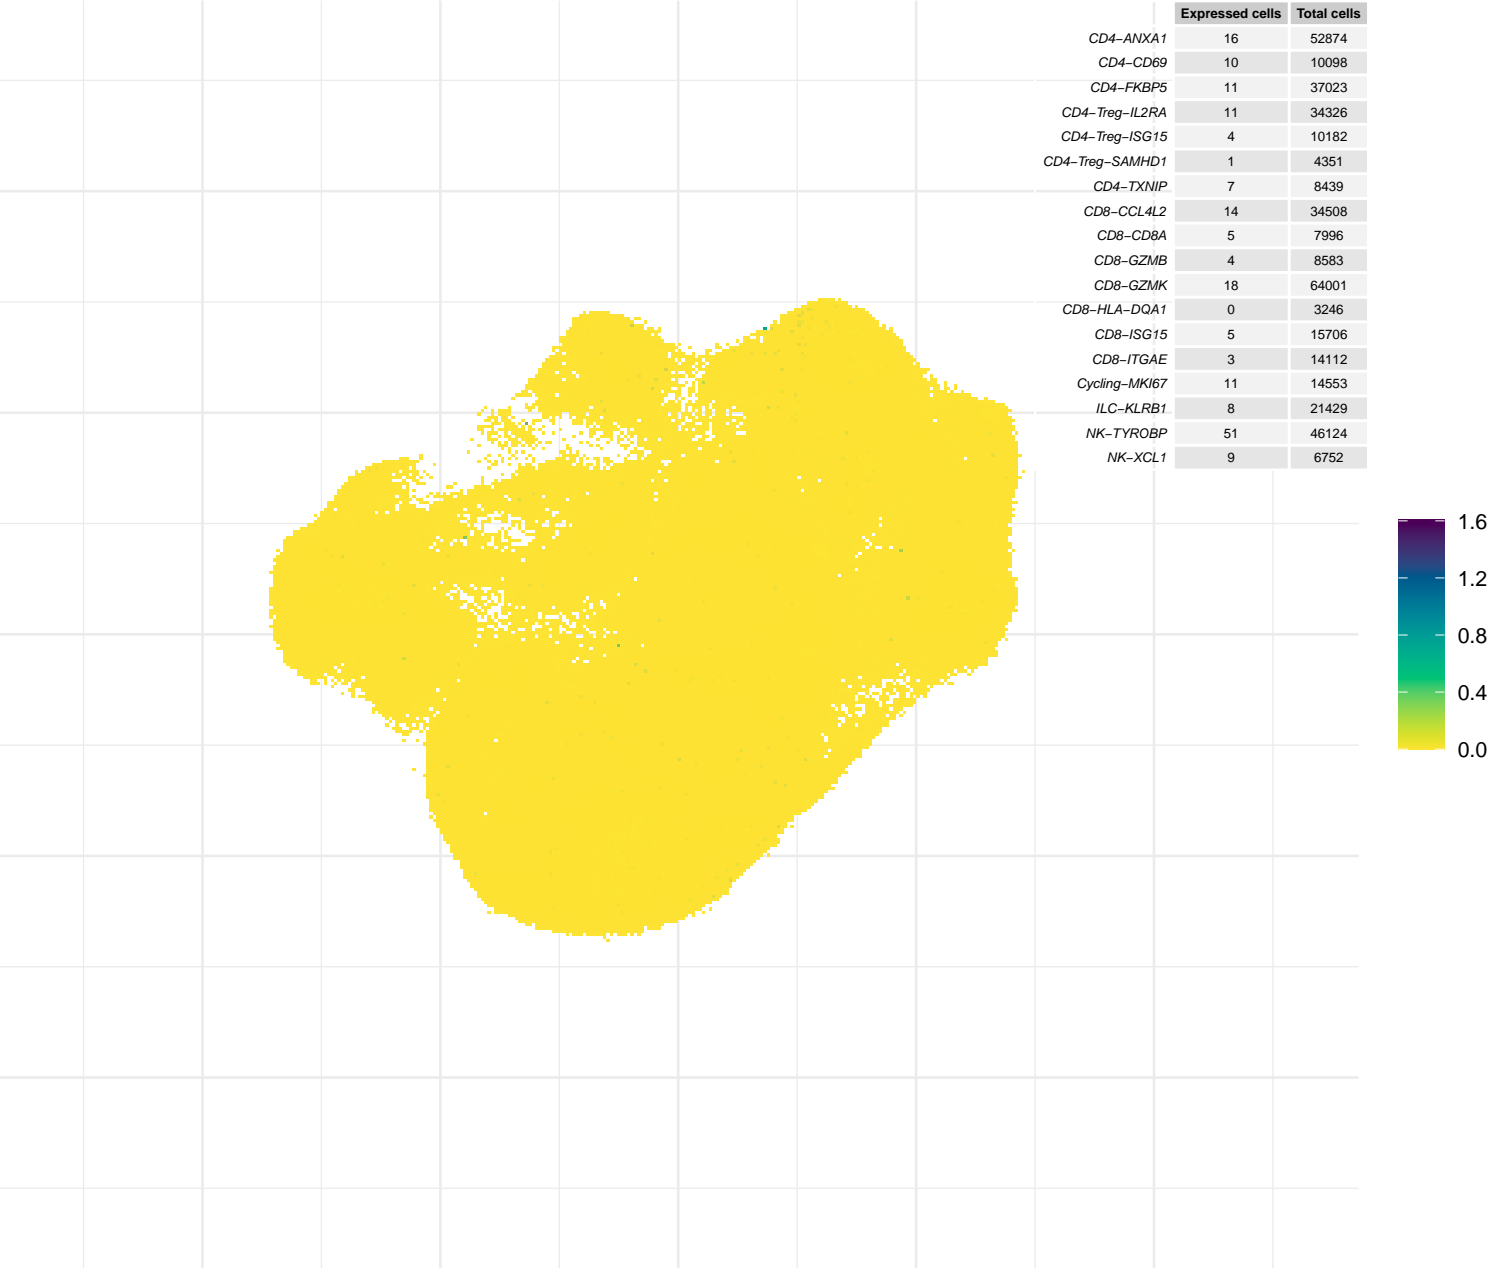 Expressed cells Total cells
CD4−ANXA1 16 52874
CD4−CD69 10 10098
CD4−FKBP5 11 37023
CD4−Treg−IL2RA 11 34326
CD4−Treg−ISG15 4 10182
CD4−Treg−SAMHD1 1 4351
CD4−TXNIP 7 8439
CD8−CCL4L2 14 34508
CD8−CD8A 5 7996
CD8−GZMB 4 8583
CD8−GZMK 18 64001
CD8−HLA−DQA1 0 3246
CD8−ISG15 5 15706
CD8−ITGAE 3 14112
Cycling−MKI67 11 14553
ILC−KLRB1 8 21429
NK−TYROBP 51 46124
NK−XCL1 9 6752
1.6
1.2
0.8
0.4
0.0